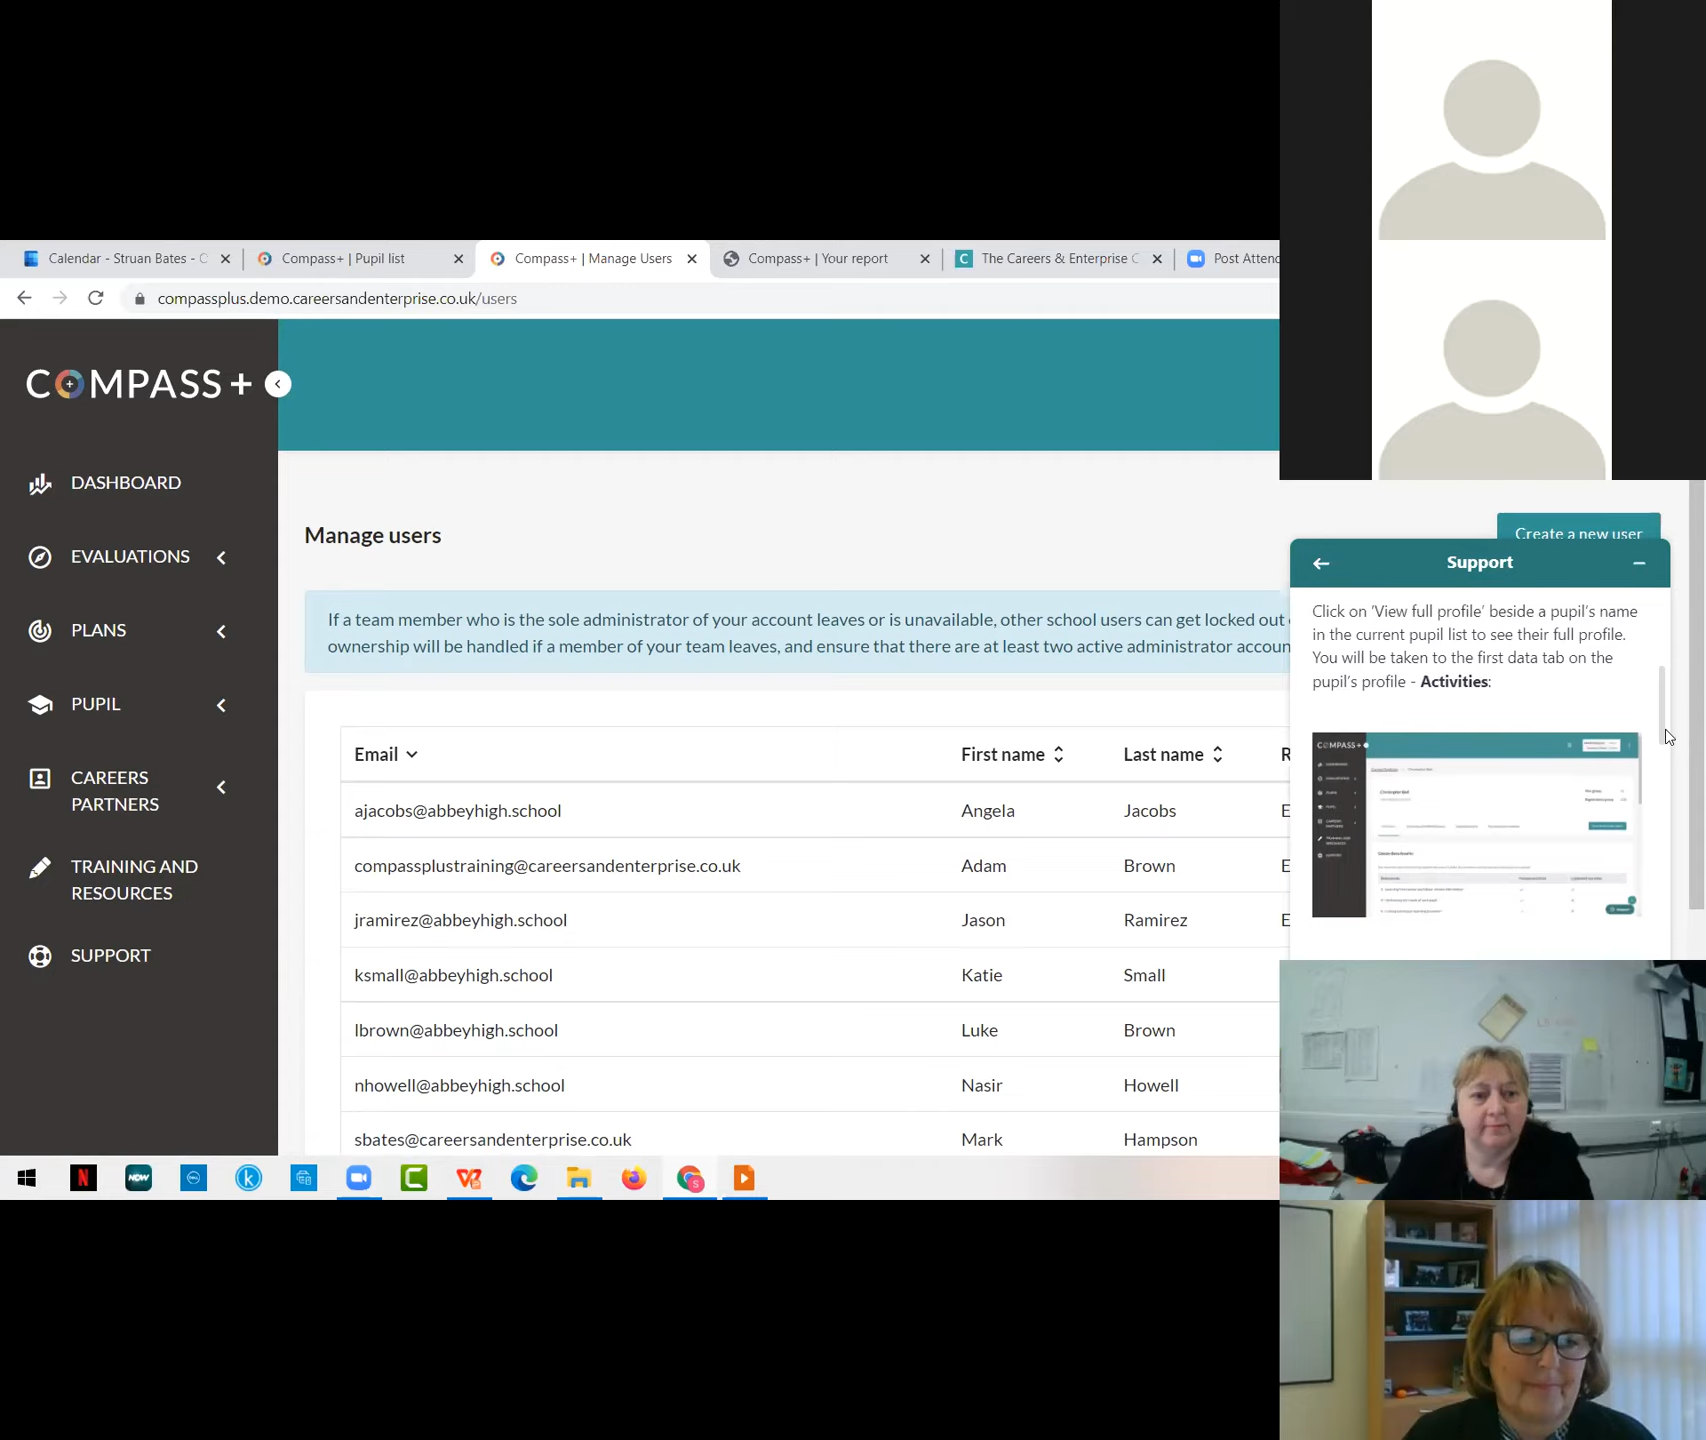 Calendar - Struan Bates - C
Compass+ | Pupil list
Compass+ | Manage Users
Compass+ | Your report
The Careers & Enterprise C
Post Attend
compassplus.demo.careersandenterprise.co.uk/users
COMPASS +
DASHBOARD
EVALUATIONS
PLANS
PUPIL
CAREERS
PARTNERS
TRAINING AND
RESOURCES
SUPPORT
Manage users
Create a new user
If a team member who is the sole administrator of your account leaves or is unavailable, other school users can get locked out
ownership will be handled if a member of your team leaves, and ensure that there are at least two active administrator accoun
Email First name Last name R
ajacobs@abbeyhigh.school Angela Jacobs E
compassplustraining@careersandenterprise.co.uk Adam Brown E
jramirez@abbeyhigh.school Jason Ramirez E
ksmall@abbeyhigh.school Katie Small
lbrown@abbeyhigh.school Luke Brown
nhowell@abbeyhigh.school Nasir Howell
sbates@careersandenterprise.co.uk Mark Hampson
Support
Click on 'View full profile' beside a pupil's name
in the current pupil list to see their full profile.
You will be taken to the first data tab on the
pupil's profile - Activities:
COMPASS+
N
NOW